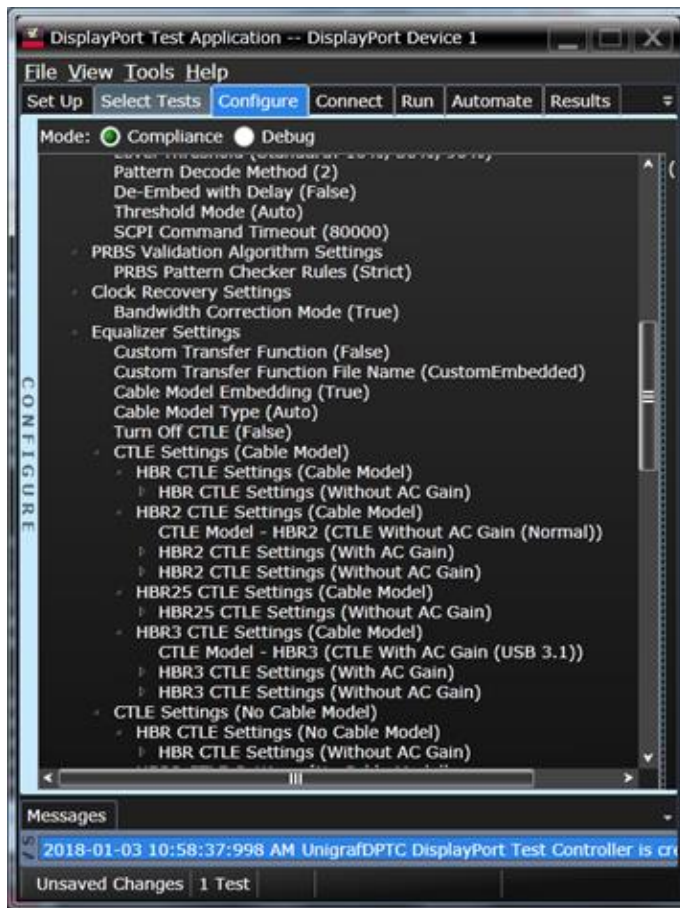 DisplayPort Test Application -- DisplayPort Device 1
File View Tools Help
Set Up Select Tests Configure Connect Run Automate Results
Mode: Compliance Debug
Pattern Decode Method (2)
De-Embed with Delay (False)
Threshold Mode (Auto)
SCPI Command Timeout (80000)
PRBS Validation Algorithm Settings
PRBS Pattern Checker Rules (Strict)
Clock Recovery Settings
Bandwidth Correction Mode (True)
Equalizer Settings
Custom Transfer Function (False)
Custom Transfer Function File Name (CustomEmbedded)
Cable Model Embedding (True)
Cable Model Type (Auto)
Turn Off CTLE (False)
CTLE Settings (Cable Model)
HBR CTLE Settings (Cable Model)
HBR CTLE Settings (Without AC Gain)
HBR2 CTLE Settings (Cable Model)
CTLE Model - HBR2 (CTLE Without AC Gain (Normal))
HBR2 CTLE Settings (With AC Gain)
HBR2 CTLE Settings (Without AC Gain)
HBR25 CTLE Settings (Cable Model)
HBR25 CTLE Settings (Without AC Gain)
HBR3 CTLE Settings (Cable Model)
CTLE Model - HBR3 (CTLE With AC Gain (USB 3.1))
HBR3 CTLE Settings (With AC Gain)
HBR3 CTLE Settings (Without AC Gain)
CTLE Settings (No Cable Model)
HBR CTLE Settings (No Cable Model)
HBR CTLE Settings (Without AC Gain)
CONFIGURE
Messages
2018-01-03 10:58:37:998 AM UnigrafDPTC DisplayPort Test Controller is cre
Unsaved Changes 1 Test